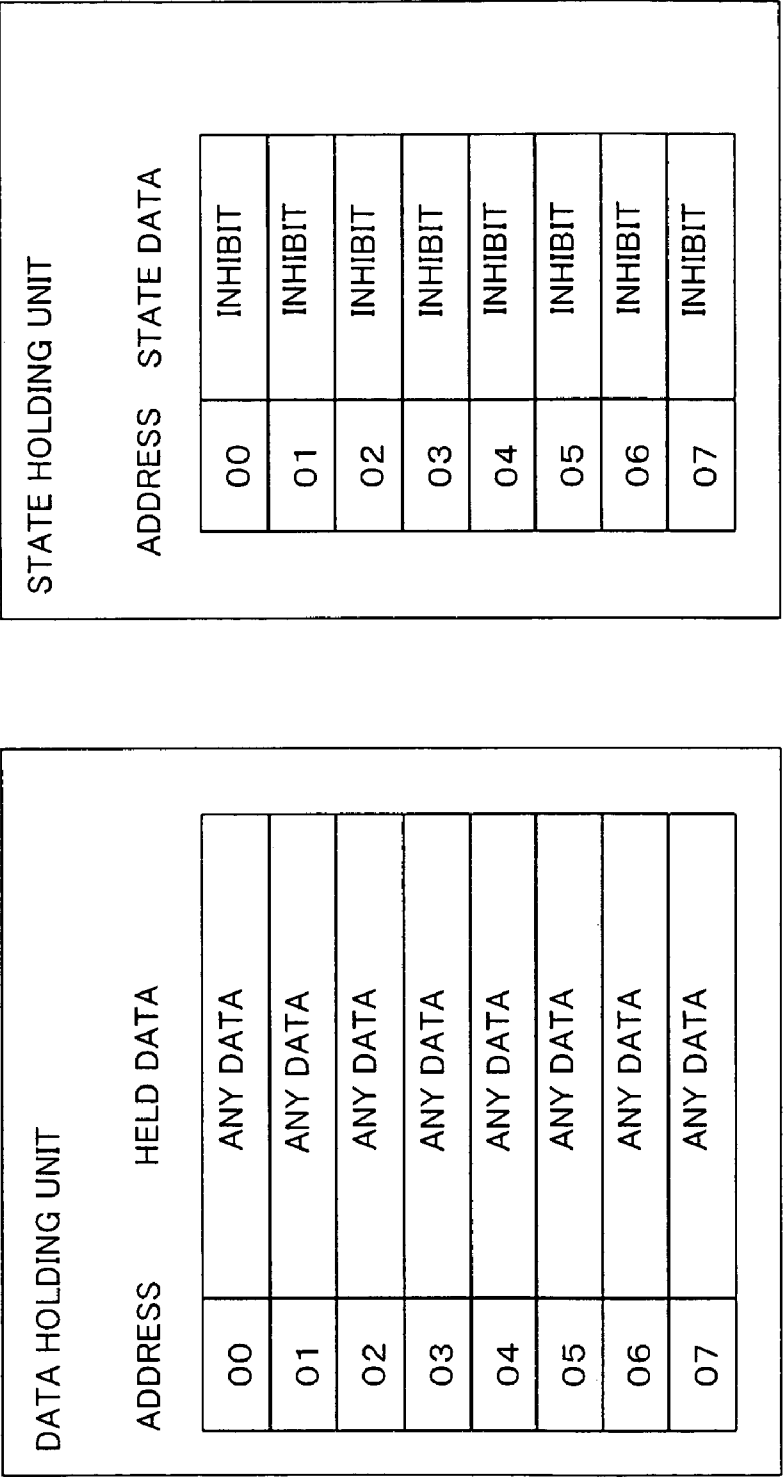 DATA HOLDING UNIT
ADDRESS HELD DATA
00 ANY DATA
01 ANY DATA
02 ANY DATA
03 ANY DATA
04 ANY DATA
05 ANY DATA
06 ANY DATA
07 ANY DATA
STATE HOLDING UNIT
ADDRESS STATE DATA
00 INHIBIT
01 INHIBIT
02 INHIBIT
03 INHIBIT
04 INHIBIT
05 INHIBIT
06 INHIBIT
07 INHIBIT